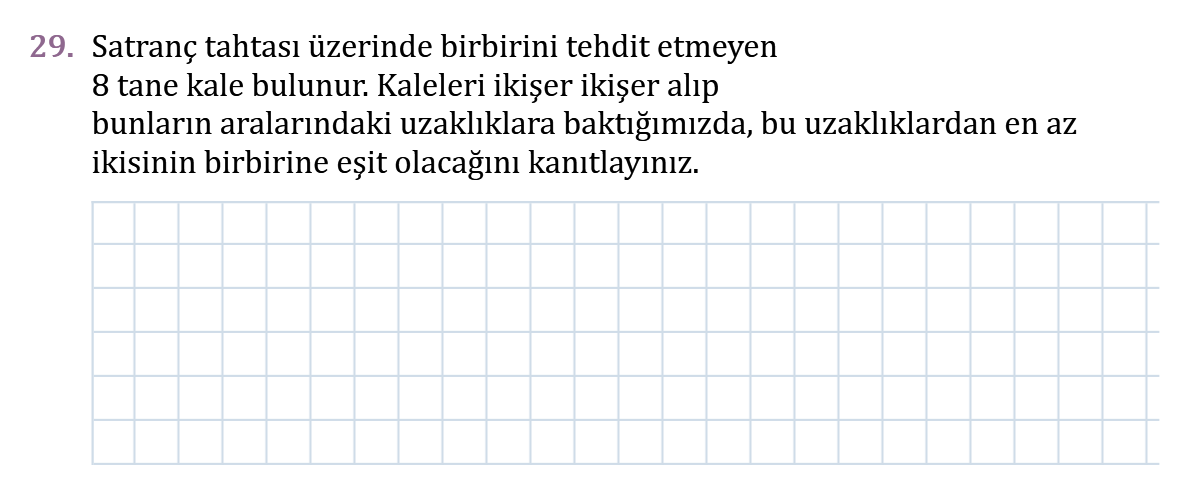 29. Satranç tahtası üzerinde birbirini tehdit etmeyen
8 tane kale bulunur. Kaleleri ikişer ikişer alıp
bunların aralarındaki uzaklıklara baktığımızda, bu uzaklıklardan en az
ikisinin birbirine eşit olacağını kanıtlayınız.